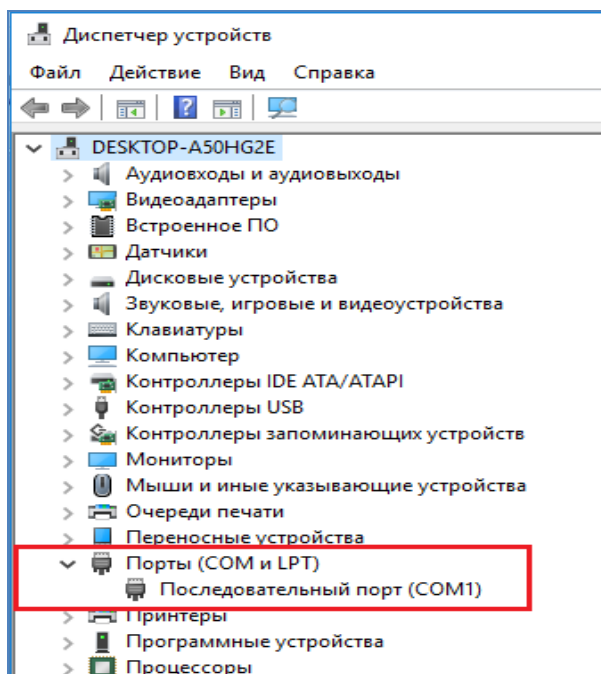 Диспетчер устройств
Файл Действие Вид Справка
DESKTOP-A50HG2E
Аудиовходы и аудиовыходы
Видеоадаптеры
Встроенное ПО
Датчики
Дисковые устройства
Звуковые, игровые и видеоустройства
Клавиатуры
Компьютер
Контроллеры IDE ATA/ATAPI
Контроллеры USB
Контроллеры запоминающих устройств
Мониторы
Мыши и иные указывающие устройства
Очереди печати
Переносные устройства
Порты (COM и LPT)
Последовательный порт (COM1)
Принтеры
Программные устройства
Процессоры